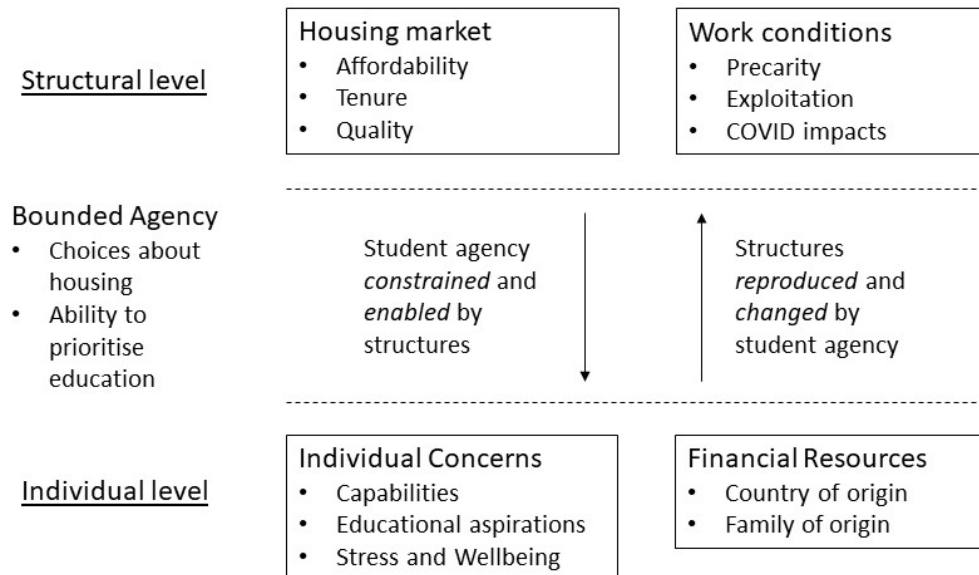 Structural level
Housing market
• Affordability
• Tenure
• Quality
Work conditions
• Precarity
• Exploitation
• COVID impacts
Bounded Agency
• Choices about
housing
• Ability to
prioritise
education
Student agency
constrained and
enabled by
structures
Structures
reproduced and
changed by
student agency
Individual level
Individual Concerns
• Capabilities
• Educational aspirations
• Stress and Wellbeing
Financial Resources
• Country of origin
• Family of origin